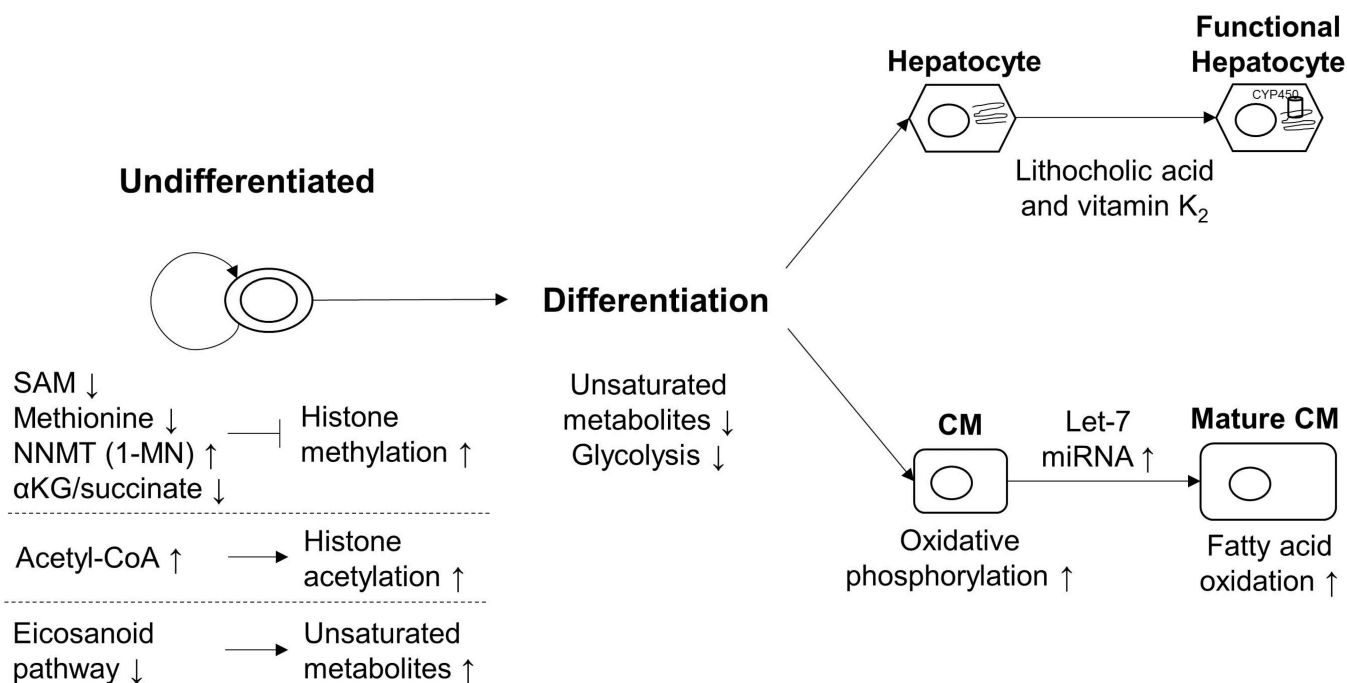 Undifferentiated
SAM ↓
Methionine ↓
NNMT (1-MN) ↑
αKG/succinate ↓
Histone
methylation ↑
Acetyl-CoA ↑
Histone
acetylation ↑
Eicosanoid
pathway ↓
Unsaturated
metabolites ↑
Differentiation
Unsaturated
metabolites ↓
Glycolysis ↓
Hepatocyte
Lithocholic acid
and vitamin K₂
Functional
Hepatocyte
CYP450
CM
Oxidative
phosphorylation ↑
Let-7
miRNA ↑
Mature CM
Fatty acid
oxidation ↑